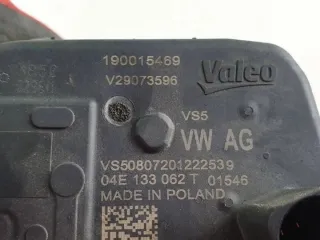 190015469
V29073596
Valeo
VS5
VW AG
VS50807201222539
04E 133 062 T 01546
MADE IN POLAND